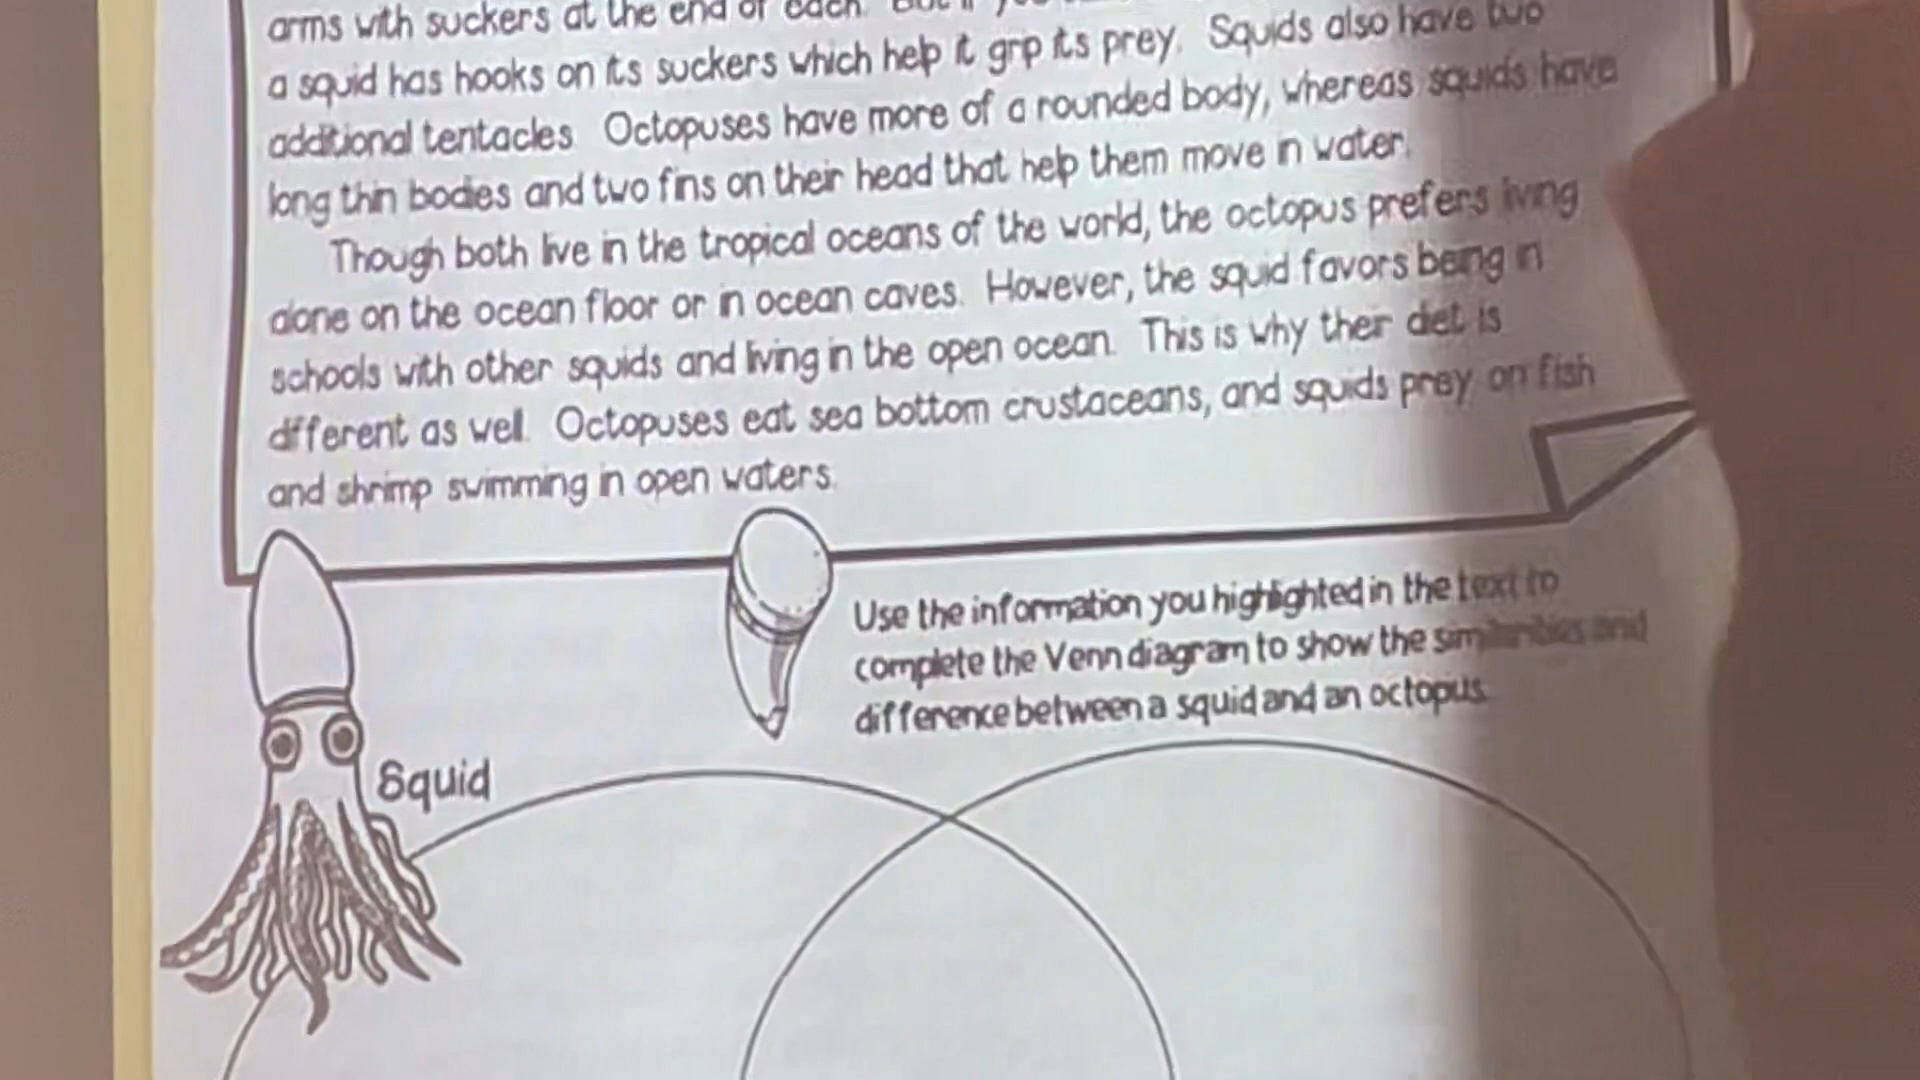 arms with suckers at the end of each. But if you
a squid has hooks on its suckers which help it grip its prey. Squids also have two
additional tentacles. Octopuses have more of a rounded body, whereas squids have
long thin bodies and two fins on their head that help them move in water.
Though both live in the tropical oceans of the world, the octopus prefers living
alone on the ocean floor or in ocean caves. However, the squid favors being in
schools with other squids and living in the open ocean. This is why their diet is
different as well. Octopuses eat sea bottom crustaceans, and squids prey on fish
and shrimp swimming in open waters.
Use the information you highlighted in the text to
complete the Venn diagram to show the similarities and
difference between a squid and an octopus.
Squid